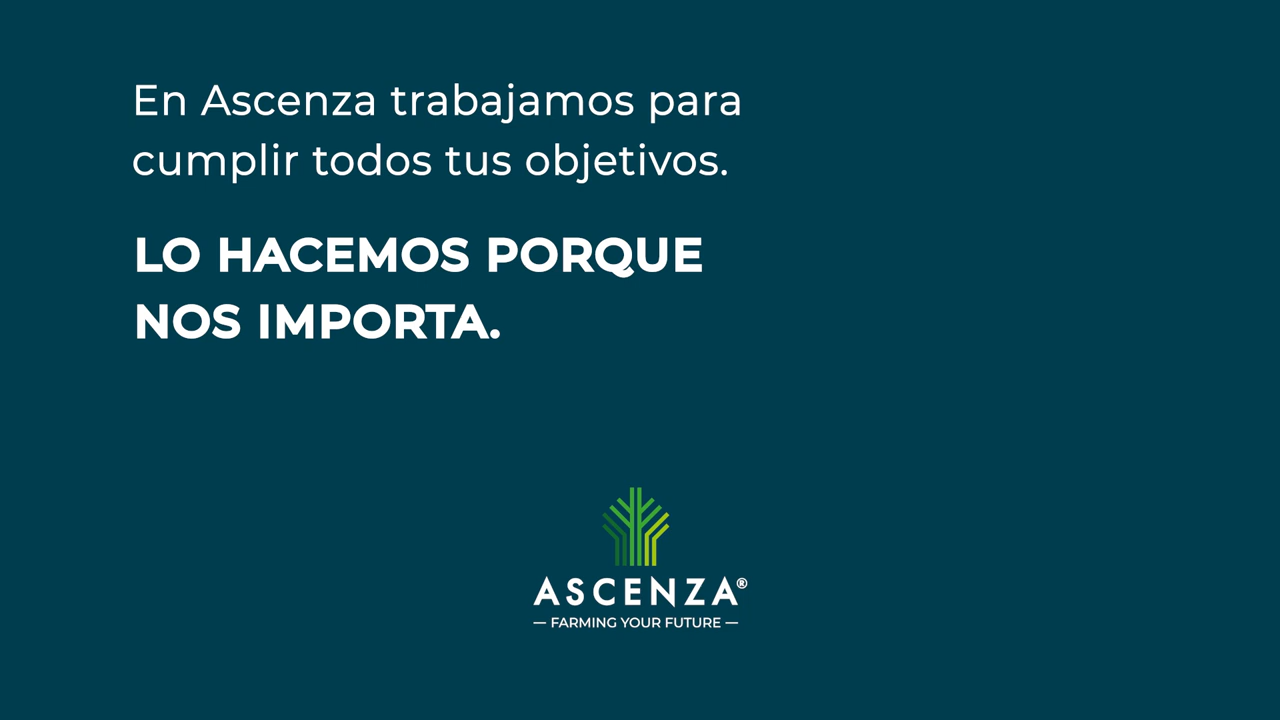 En Ascenza trabajamos para
cumplir todos tus objetivos.
LO HACEMOS PORQUE
NOS IMPORTA.
ASCENZA®
— FARMING YOUR FUTURE —